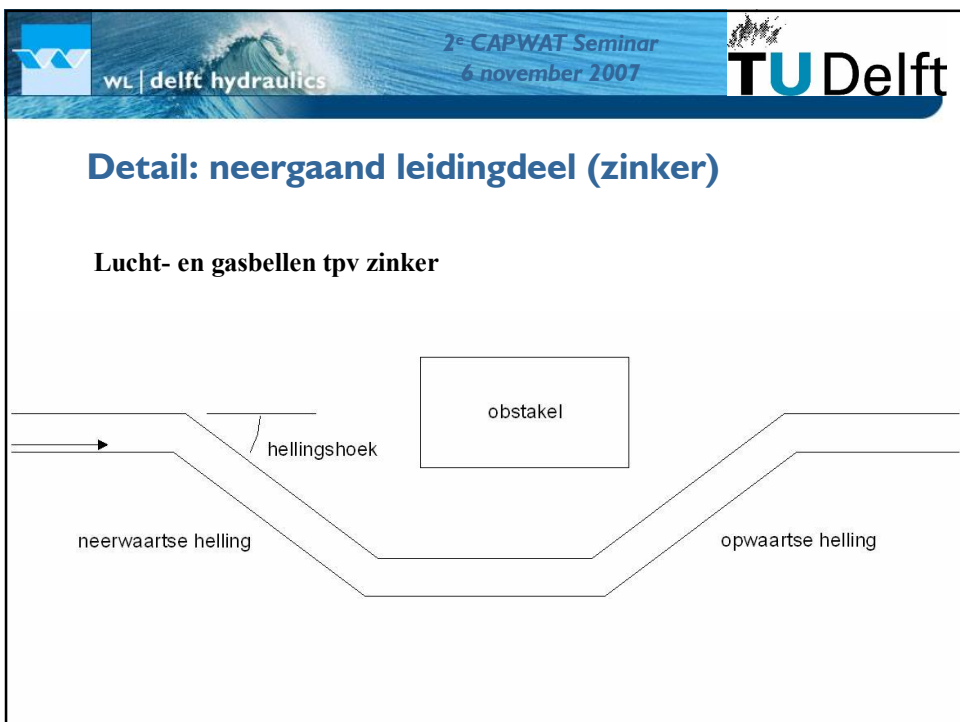 WL | delft hydraulics
2e CAPWAT Seminar
6 november 2007
TU Delft
Detail: neergaand leidingdeel (zinker)
Lucht- en gasbellen tpv zinker
obstakel
hellingshoek
neerwaartse helling
opwaartse helling